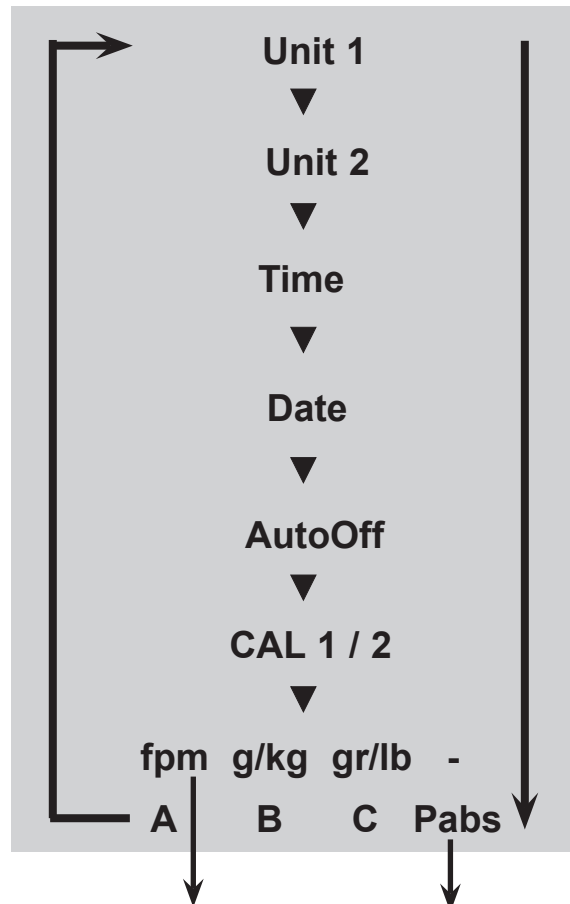 Unit 1
Unit 2
Time
Date
AutoOff
CAL 1 / 2
fpm g/kg gr/lb -
A B C Pabs